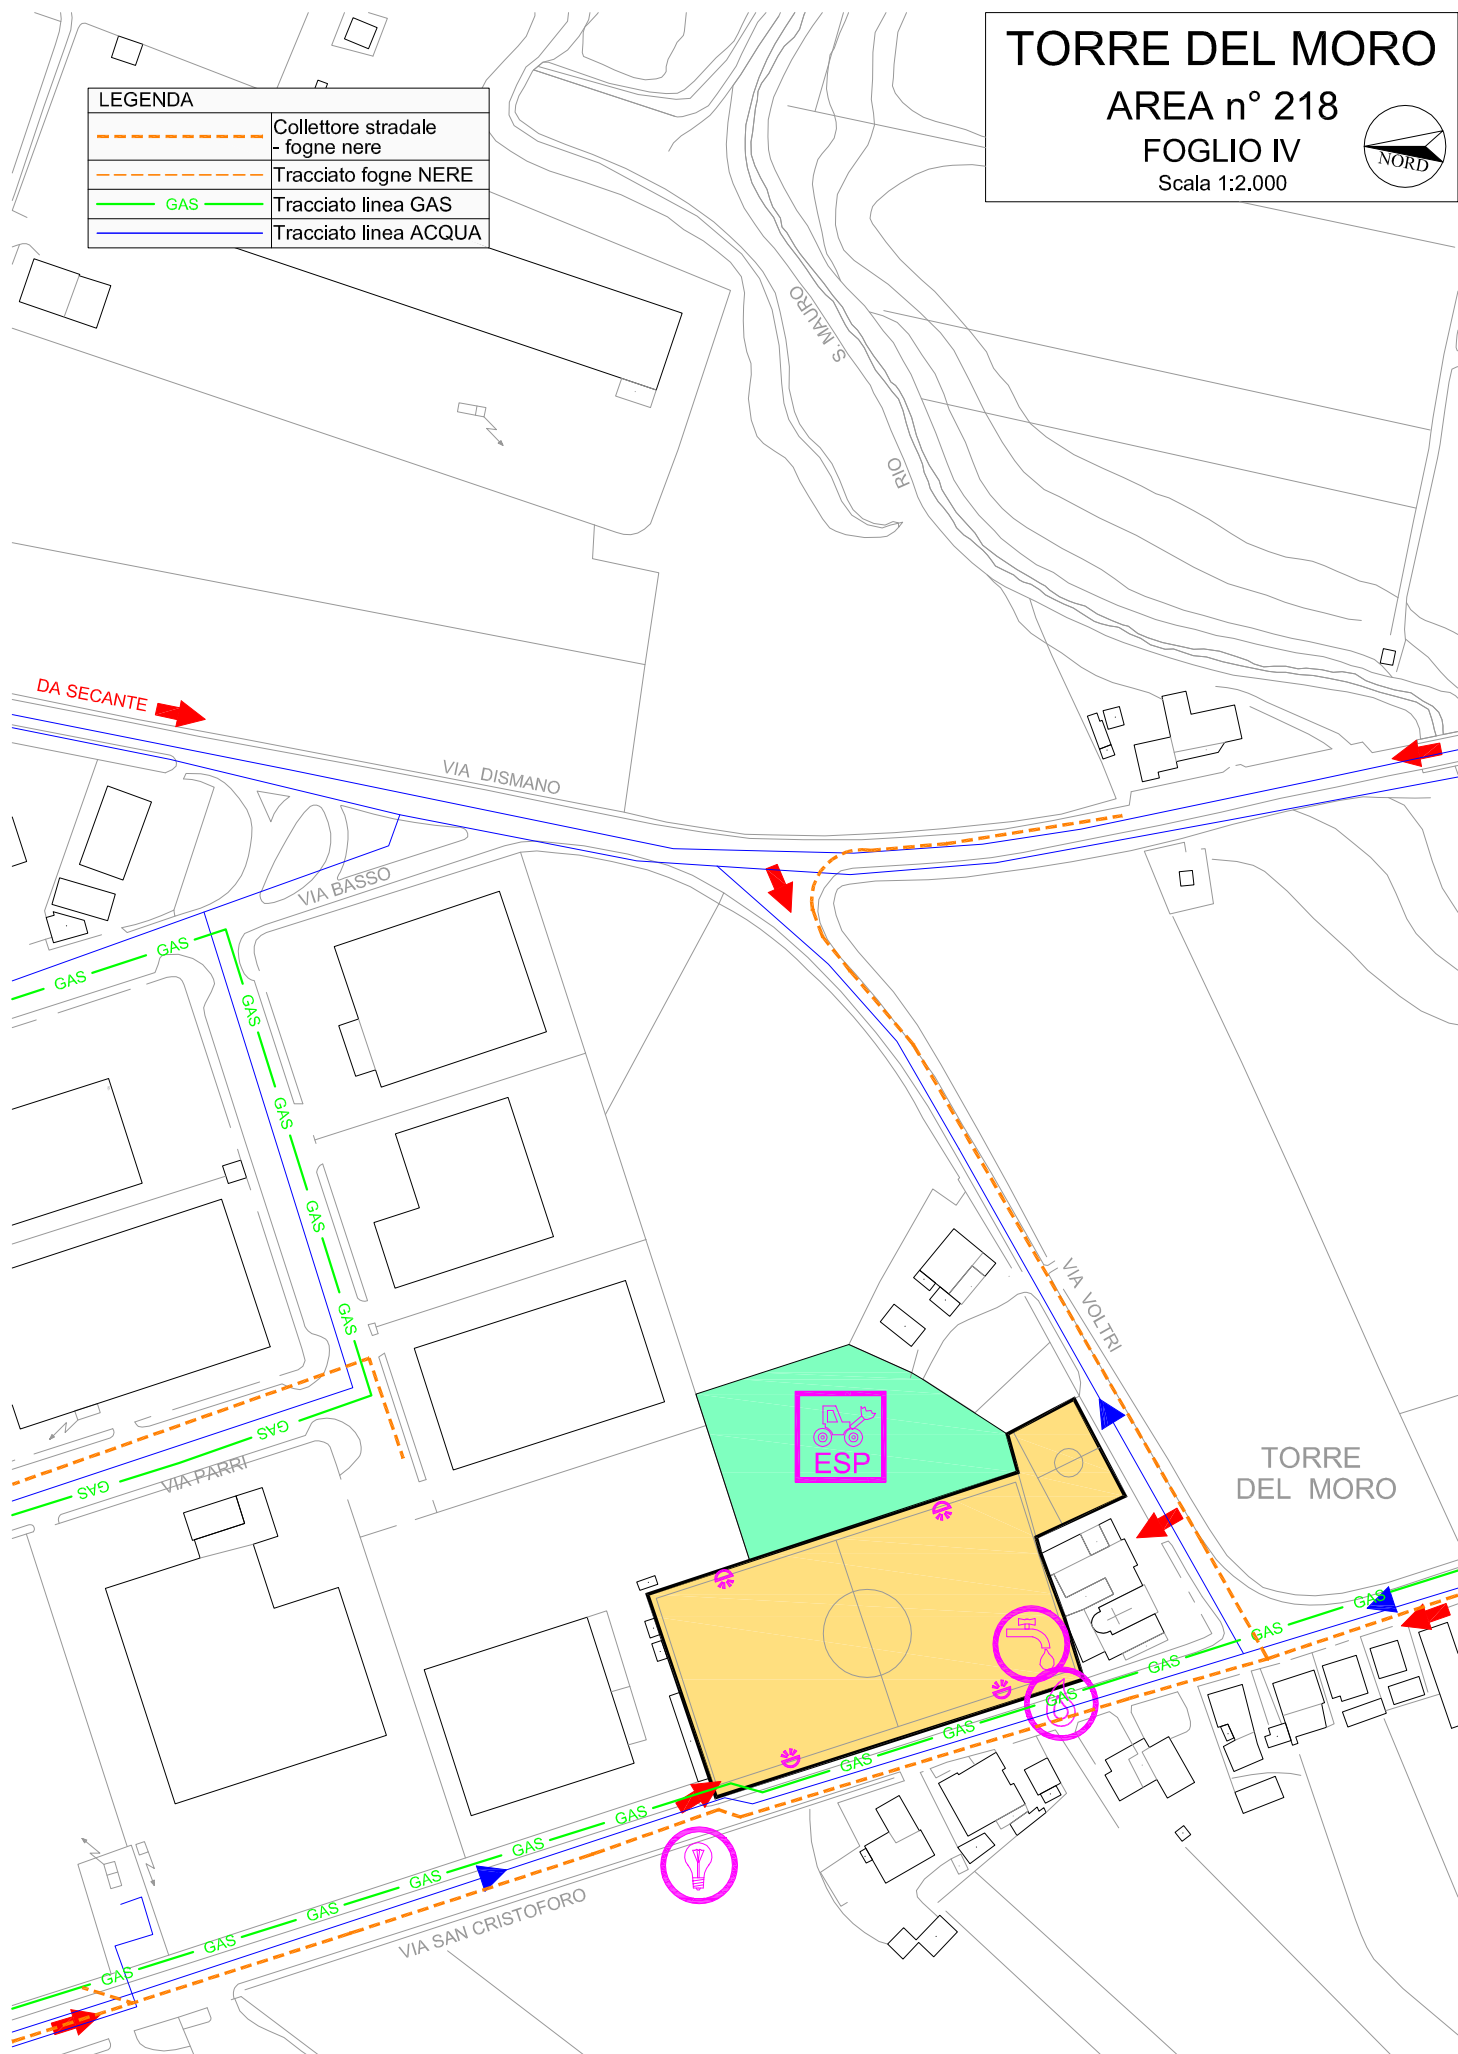 TORRE DEL MORO
AREA n° 218
FOGLIO IV
Scala 1:2.000
NORD
LEGENDA
Collettore stradale
- fogne nere
Tracciato fogne NERE
GAS
Tracciato linea GAS
Tracciato linea ACQUA
S. MAURO
RIO
DA SECANTE
VIA DISMANO
VIA BASSO
GAS
GAS
GAS
GAS
GAS
GAS
VIA VOLTRI
ESP
TORRE
DEL MORO
GAS
GAS
VIA PARRI
GAS
GAS
GAS
GAS
GAS
GAS
GAS
GAS
GAS
GAS
GAS
GAS
GAS
VIA SAN CRISTOFORO